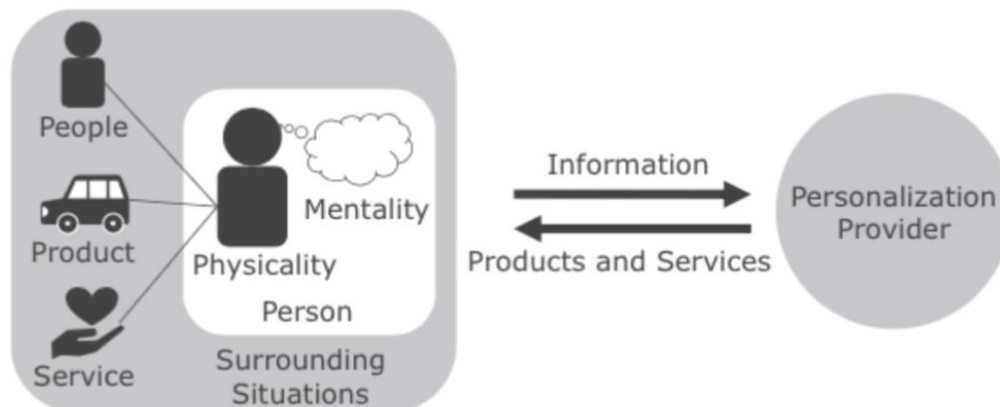 People
Product
Service
Mentality
Physicality
Person
Surrounding
Situations
Information
Products and Services
Personalization
Provider